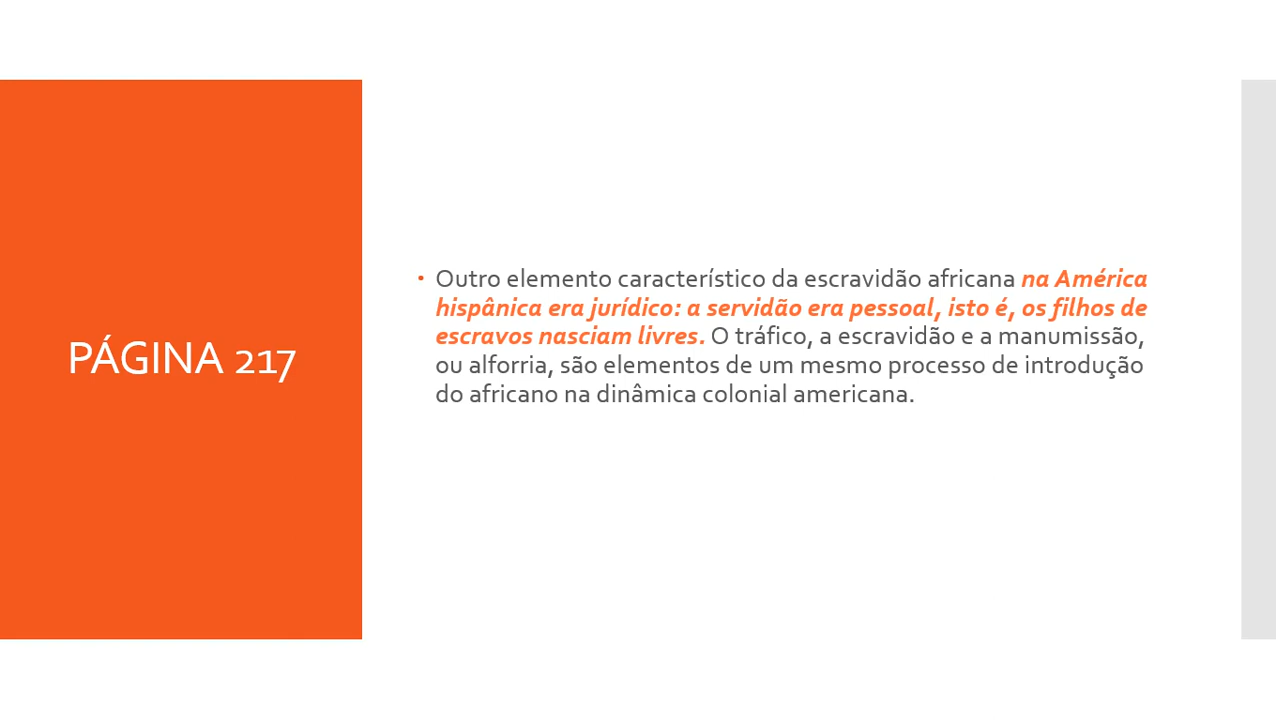 PÁGINA 217
• Outro elemento característico da escravidão africana na América
hispânica era jurídico: a servidão era pessoal, isto é, os filhos de
escravos nasciam livres. O tráfico, a escravidão e a manumissão,
ou alforria, são elementos de um mesmo processo de introdução
do africano na dinâmica colonial americana.